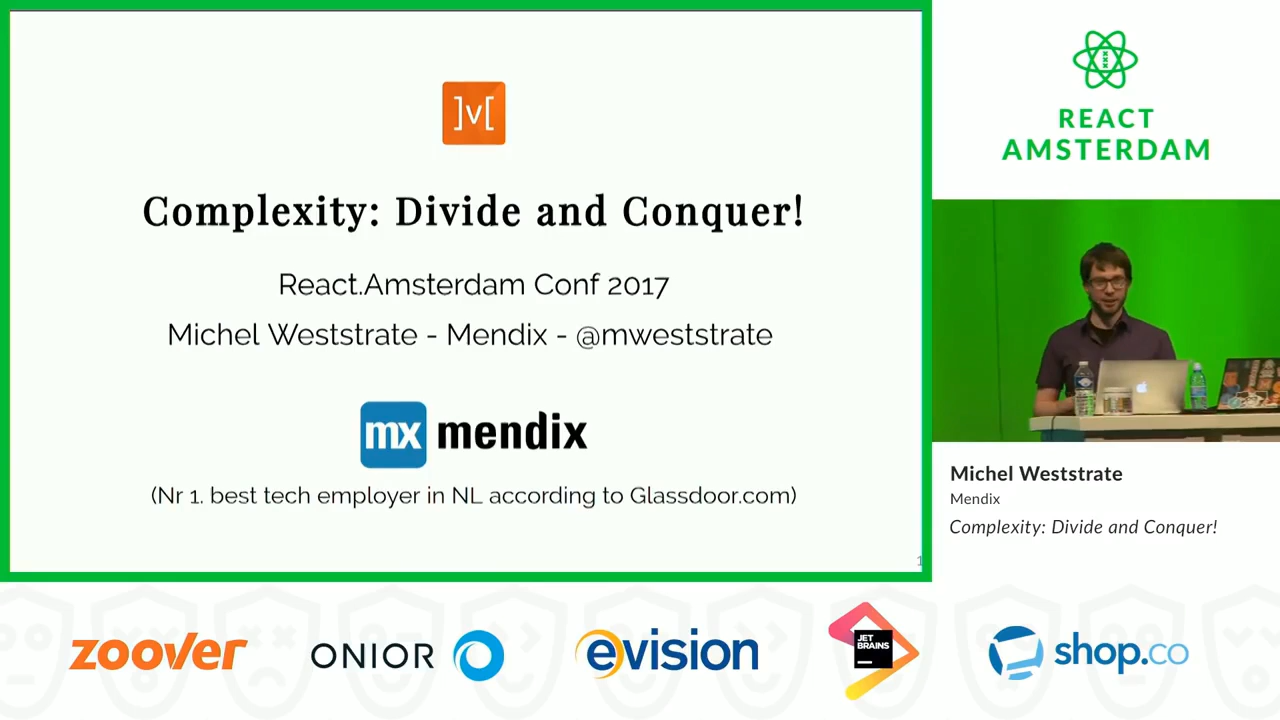 ]v[
Complexity: Divide and Conquer!
React.Amsterdam Conf 2017
Michel Weststrate - Mendix - @mweststrate
mx mendix
(Nr 1. best tech employer in NL according to Glassdoor.com)
1
REACT
AMSTERDAM
Michel Weststrate
Mendix
Complexity: Divide and Conquer!
zoover
ONIOR
evision
JET
BRAINS
shop.co